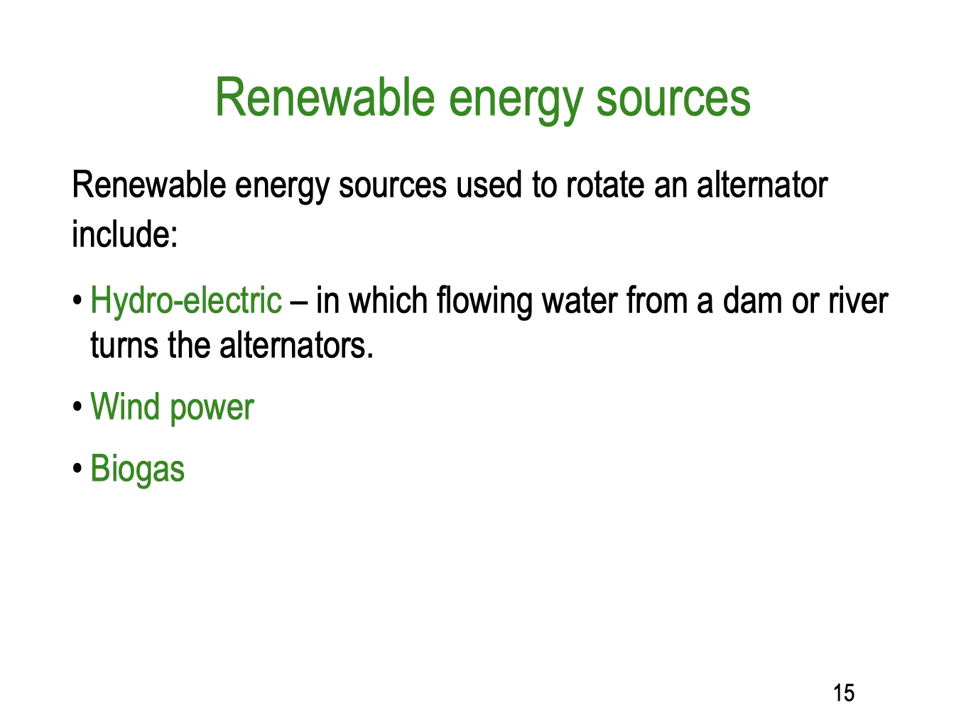 Renewable energy sources
Renewable energy sources used to rotate an alternator
include:
• Hydro-electric – in which flowing water from a dam or river
turns the alternators.
• Wind power
• Biogas
15